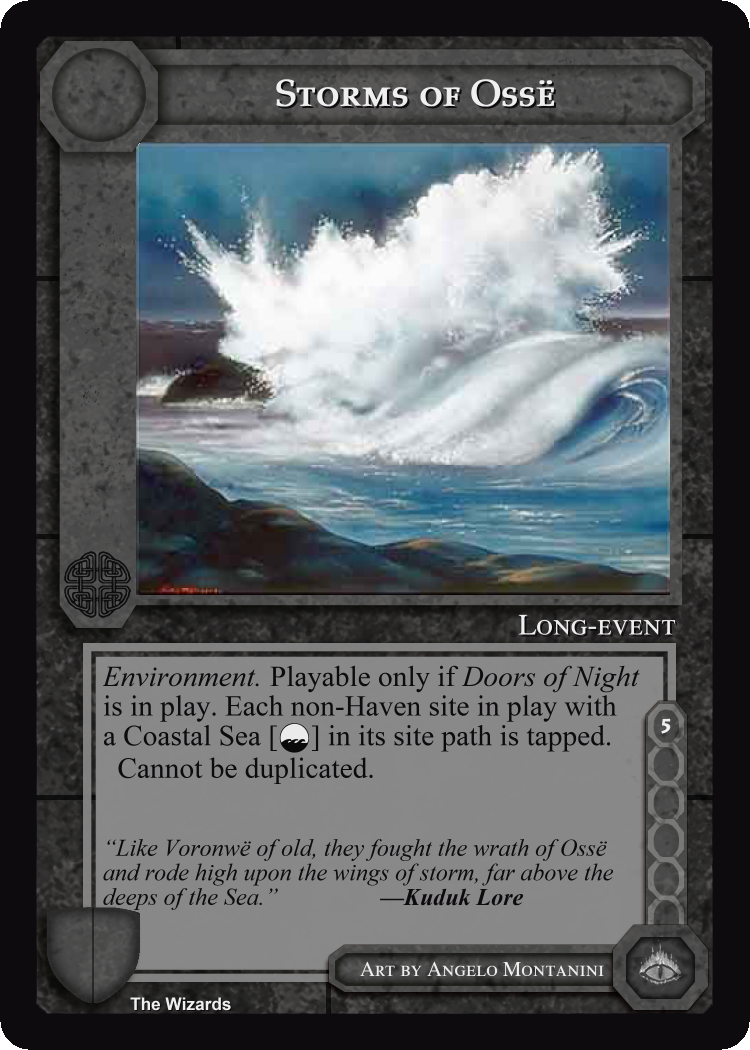 Storms of Ossë
Long-event
Environment. Playable only if Doors of Night
is in play. Each non-Haven site in play with
a Coastal Sea [ ] in its site path is tapped.
Cannot be duplicated.
5
“Like Voronwë of old, they fought the wrath of Ossë
and rode high upon the wings of storm, far above the
deeps of the Sea.” —Kuduk Lore
Art by Angelo Montanini
The Wizards